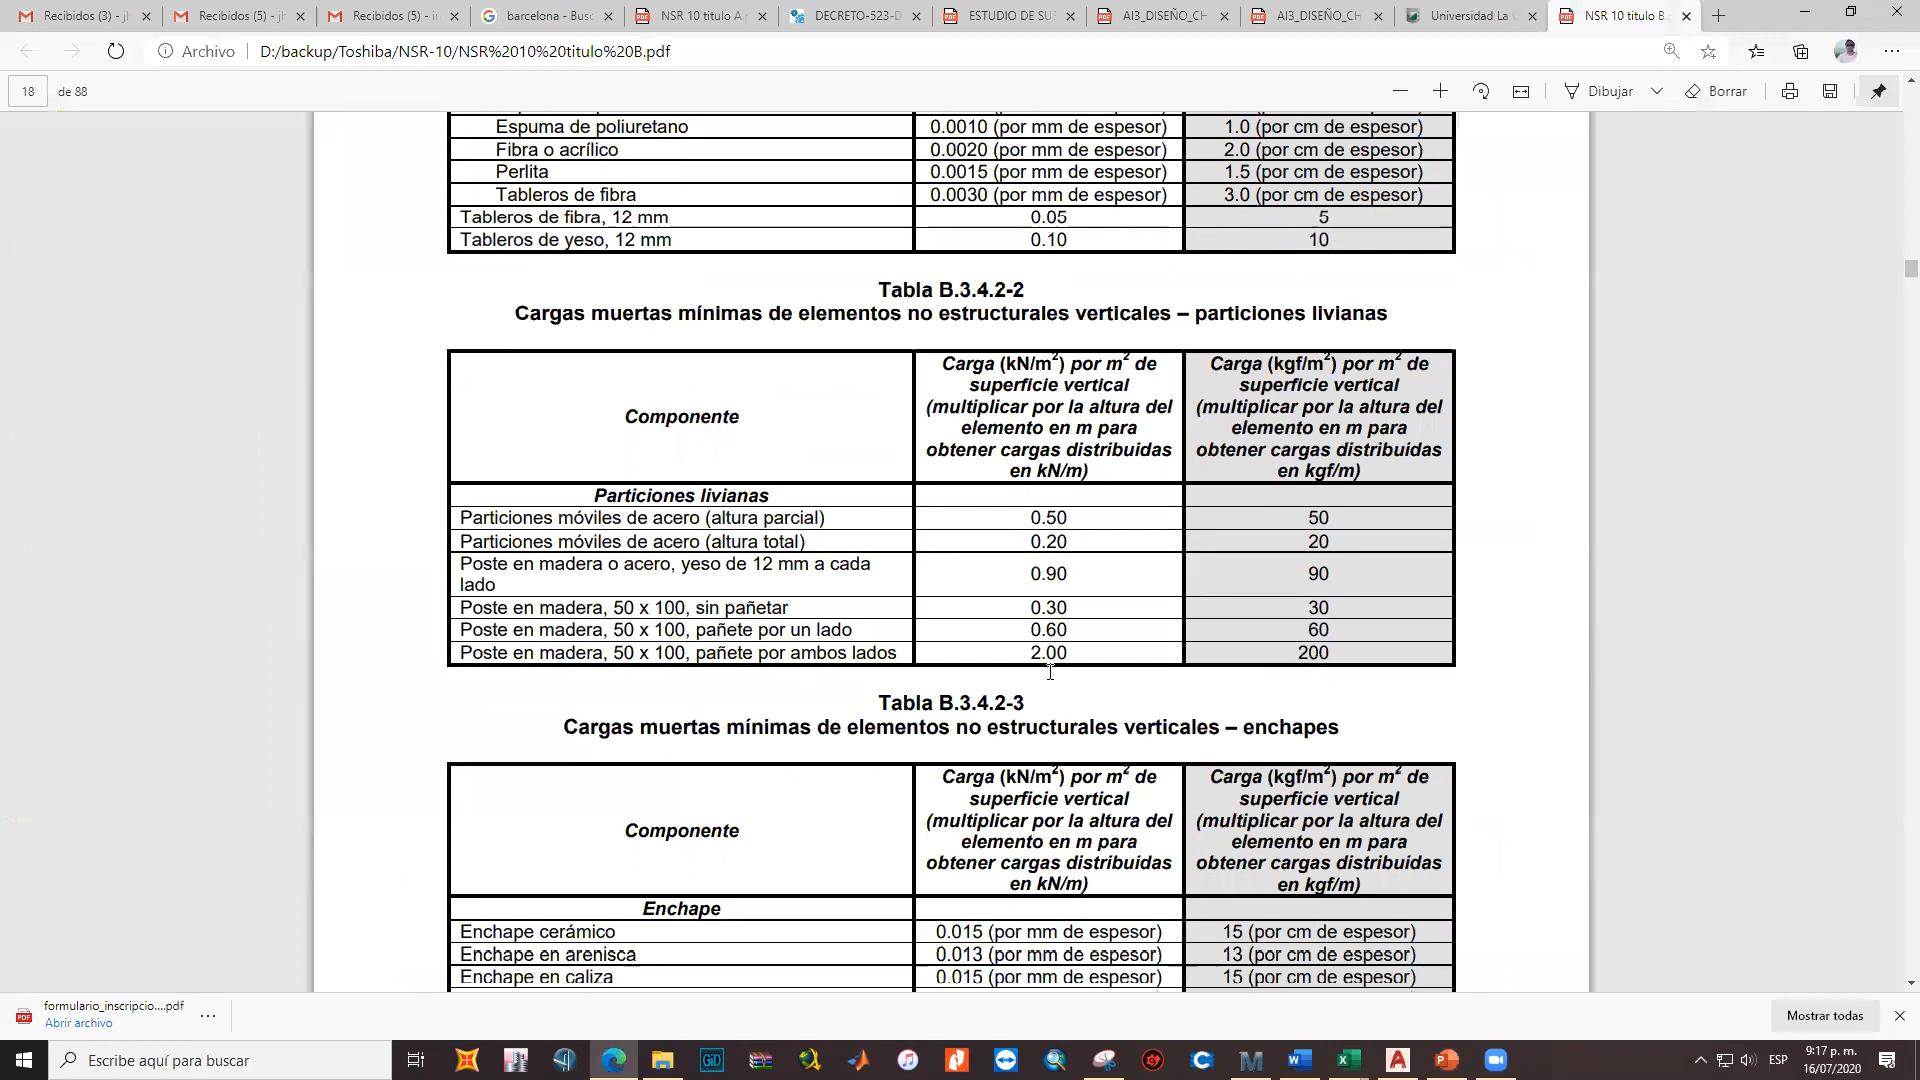 Recibidos (3) - jh
Recibidos (5) - jh
Recibidos (5) - in
barcelona - Bus
NSR 10 titulo A.p
DECRETO-523-D
ESTUDIO DE SU
AI3_DISEÑO_CH
AI3_DISEÑO_CH
Universidad La
NSR 10 titulo B.
Archivo
D:/backup/Toshiba/NSR-10/NSR%2010%20titulo%20B.pdf
18 de 88
Dibujar
Borrar
Espuma de poliuretano 0.0010 (por mm de espesor) 1.0 (por cm de espesor)
Fibra o acrílico 0.0020 (por mm de espesor) 2.0 (por cm de espesor)
Perlita 0.0015 (por mm de espesor) 1.5 (por cm de espesor)
Tableros de fibra 0.0030 (por mm de espesor) 3.0 (por cm de espesor)
Tableros de fibra, 12 mm 0.05 5
Tableros de yeso, 12 mm 0.10 10
Tabla B.3.4.2-2
Cargas muertas mínimas de elementos no estructurales verticales – particiones livianas
Componente
Carga (kN/m²) por m² de
superficie vertical
(multiplicar por la altura del
elemento en m para
obtener cargas distribuidas
en kN/m)
Carga (kgf/m²) por m² de
superficie vertical
(multiplicar por la altura del
elemento en m para
obtener cargas distribuidas
en kgf/m)
Particiones livianas
Particiones móviles de acero (altura parcial) 0.50 50
Particiones móviles de acero (altura total) 0.20 20
Poste en madera o acero, yeso de 12 mm a cada
lado 0.90 90
Poste en madera, 50 x 100, sin pañetar 0.30 30
Poste en madera, 50 x 100, pañete por un lado 0.60 60
Poste en madera, 50 x 100, pañete por ambos lados 2.00 200
Tabla B.3.4.2-3
Cargas muertas mínimas de elementos no estructurales verticales – enchapes
Componente
Carga (kN/m²) por m² de
superficie vertical
(multiplicar por la altura del
elemento en m para
obtener cargas distribuidas
en kN/m)
Carga (kgf/m²) por m² de
superficie vertical
(multiplicar por la altura del
elemento en m para
obtener cargas distribuidas
en kgf/m)
Enchape
Enchape cerámico 0.015 (por mm de espesor) 15 (por cm de espesor)
Enchape en arenisca 0.013 (por mm de espesor) 13 (por cm de espesor)
Enchape en caliza 0.015 (por mm de espesor) 15 (por cm de espesor)
formulario_inscripcio....pdf
Abrir archivo
Mostrar todas
Escribe aquí para buscar
GiD
ESP
9:17 p. m.
16/07/2020